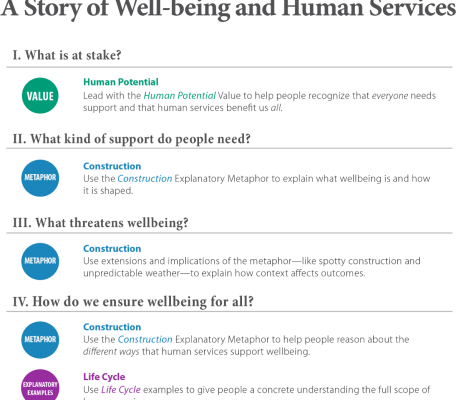 A Story of Well-being and Human Services
I. What is at stake?
VALUE
Human Potential
Lead with the Human Potential Value to help people recognize that everyone needs
support and that human services benefit us all.
II. What kind of support do people need?
METAPHOR
Construction
Use the Construction Explanatory Metaphor to explain what wellbeing is and how
it is shaped.
III. What threatens wellbeing?
METAPHOR
Construction
Use extensions and implications of the metaphor—like spotty construction and
unpredictable weather—to explain how context affects outcomes.
IV. How do we ensure wellbeing for all?
METAPHOR
Construction
Use the Construction Explanatory Metaphor to help people reason about the
different ways that human services support wellbeing.
EXPLANATORY
EXAMPLES
Life Cycle
Use Life Cycle examples to give people a concrete understanding the full scope of